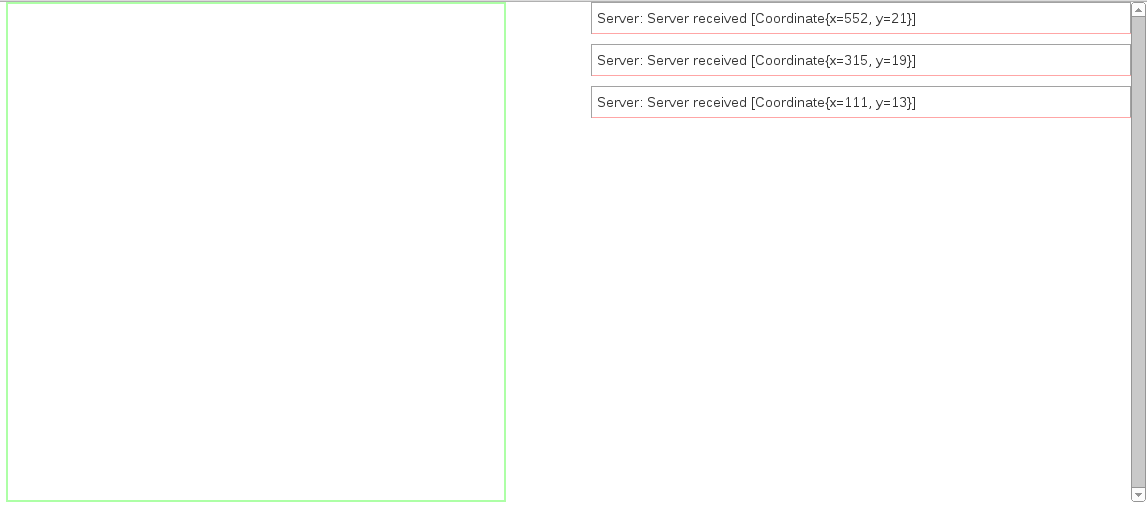 Server: Server received [Coordinate{x=552, y=21}]
Server: Server received [Coordinate{x=315, y=19}]
Server: Server received [Coordinate{x=111, y=13}]